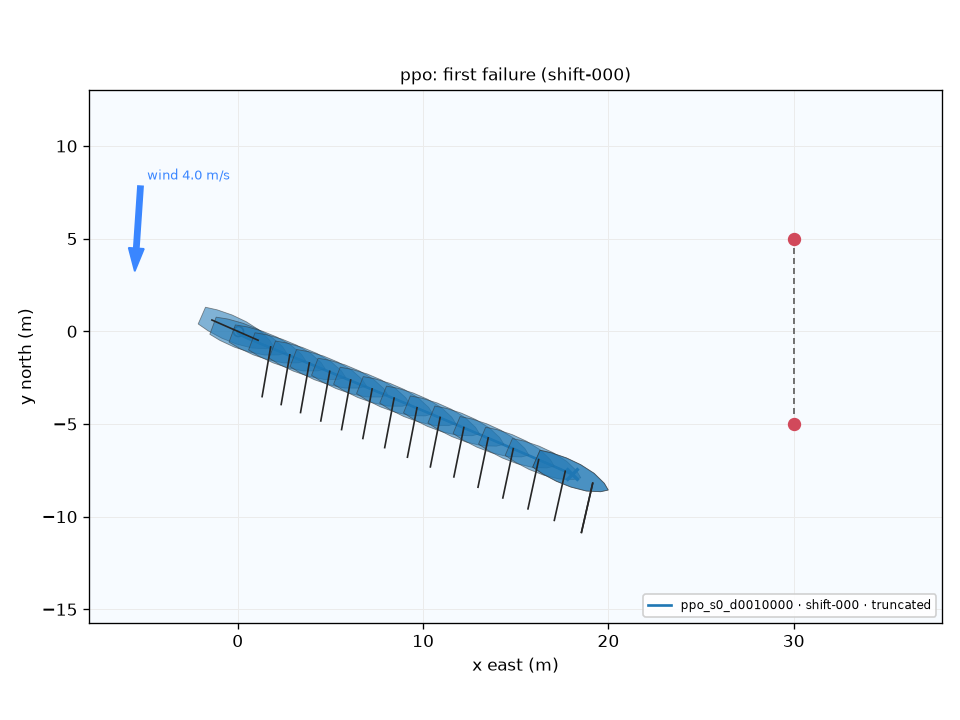 ppo: first failure (shift-000)
wind 4.0 m/s
10
5
0
−5
−10
−15
y north (m)
0
10
20
30
x east (m)
ppo_s0_d0010000 · shift-000 · truncated